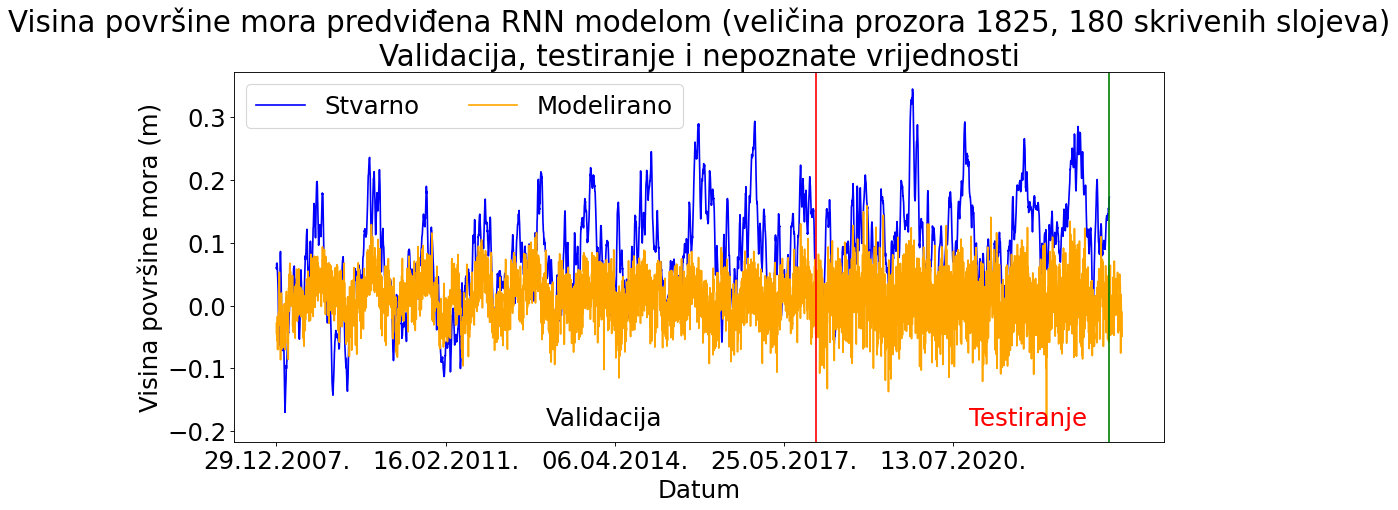 Visina površine mora predviđena RNN modelom (veličina prozora 1825, 180 skrivenih slojeva)
Validacija, testiranje i nepoznate vrijednosti
Stvarno
Modelirano
Visina površine mora (m)
0.3
0.2
0.1
0.0
−0.1
−0.2
Validacija
Testiranje
29.12.2007.
16.02.2011.
06.04.2014.
25.05.2017.
13.07.2020.
Datum